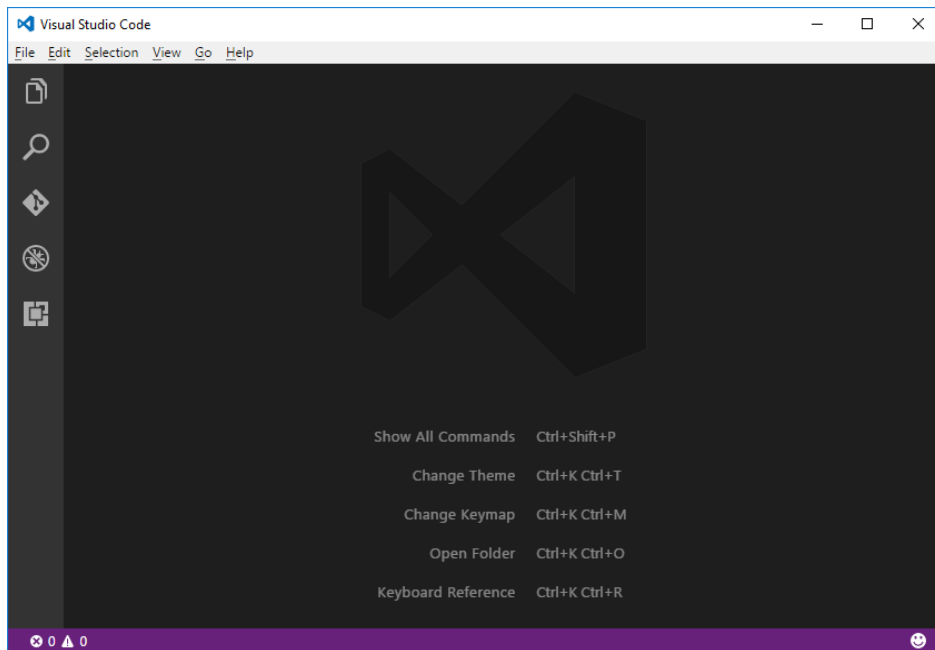 Visual Studio Code
File Edit Selection View Go Help
Show All Commands Ctrl+Shift+P
Change Theme Ctrl+K Ctrl+T
Change Keymap Ctrl+K Ctrl+M
Open Folder Ctrl+K Ctrl+O
Keyboard Reference Ctrl+K Ctrl+R
0 0